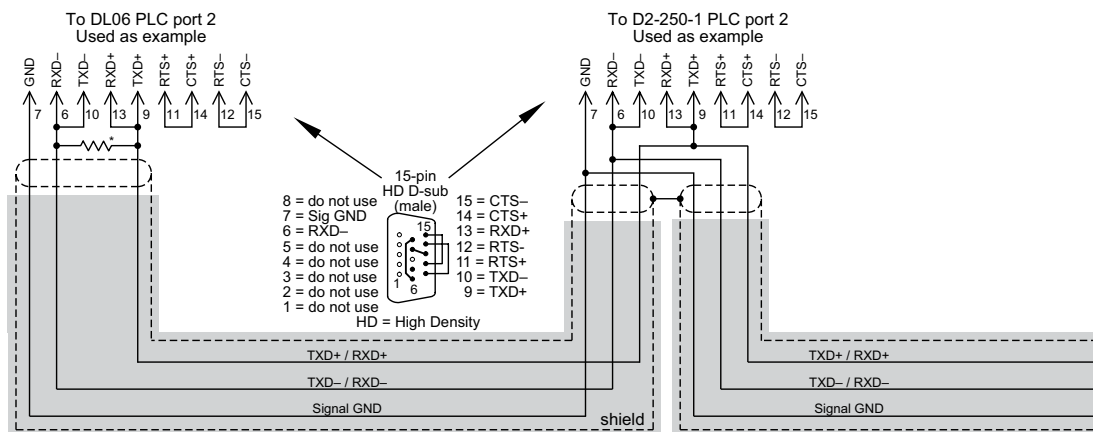 To DL06 PLC port 2
Used as example
GND RXD– TXD– RXD+ TXD+ RTS+ CTS+ RTS– CTS–
7 6 10 13 9 11 14 12 15
*
To D2-250-1 PLC port 2
Used as example
GND RXD– TXD– RXD+ TXD+ RTS+ CTS+ RTS– CTS–
7 6 10 13 9 11 14 12 15
15-pin
HD D-sub
(male)
8 = do not use
7 = Sig GND
6 = RXD–
5 = do not use
4 = do not use
3 = do not use
2 = do not use
1 = do not use
15
1 6
15 = CTS–
14 = CTS+
13 = RXD+
12 = RTS-
11 = RTS+
10 = TXD–
9 = TXD+
HD = High Density
TXD+ / RXD+
TXD– / RXD–
Signal GND
shield
TXD+ / RXD+
TXD– / RXD–
Signal GND